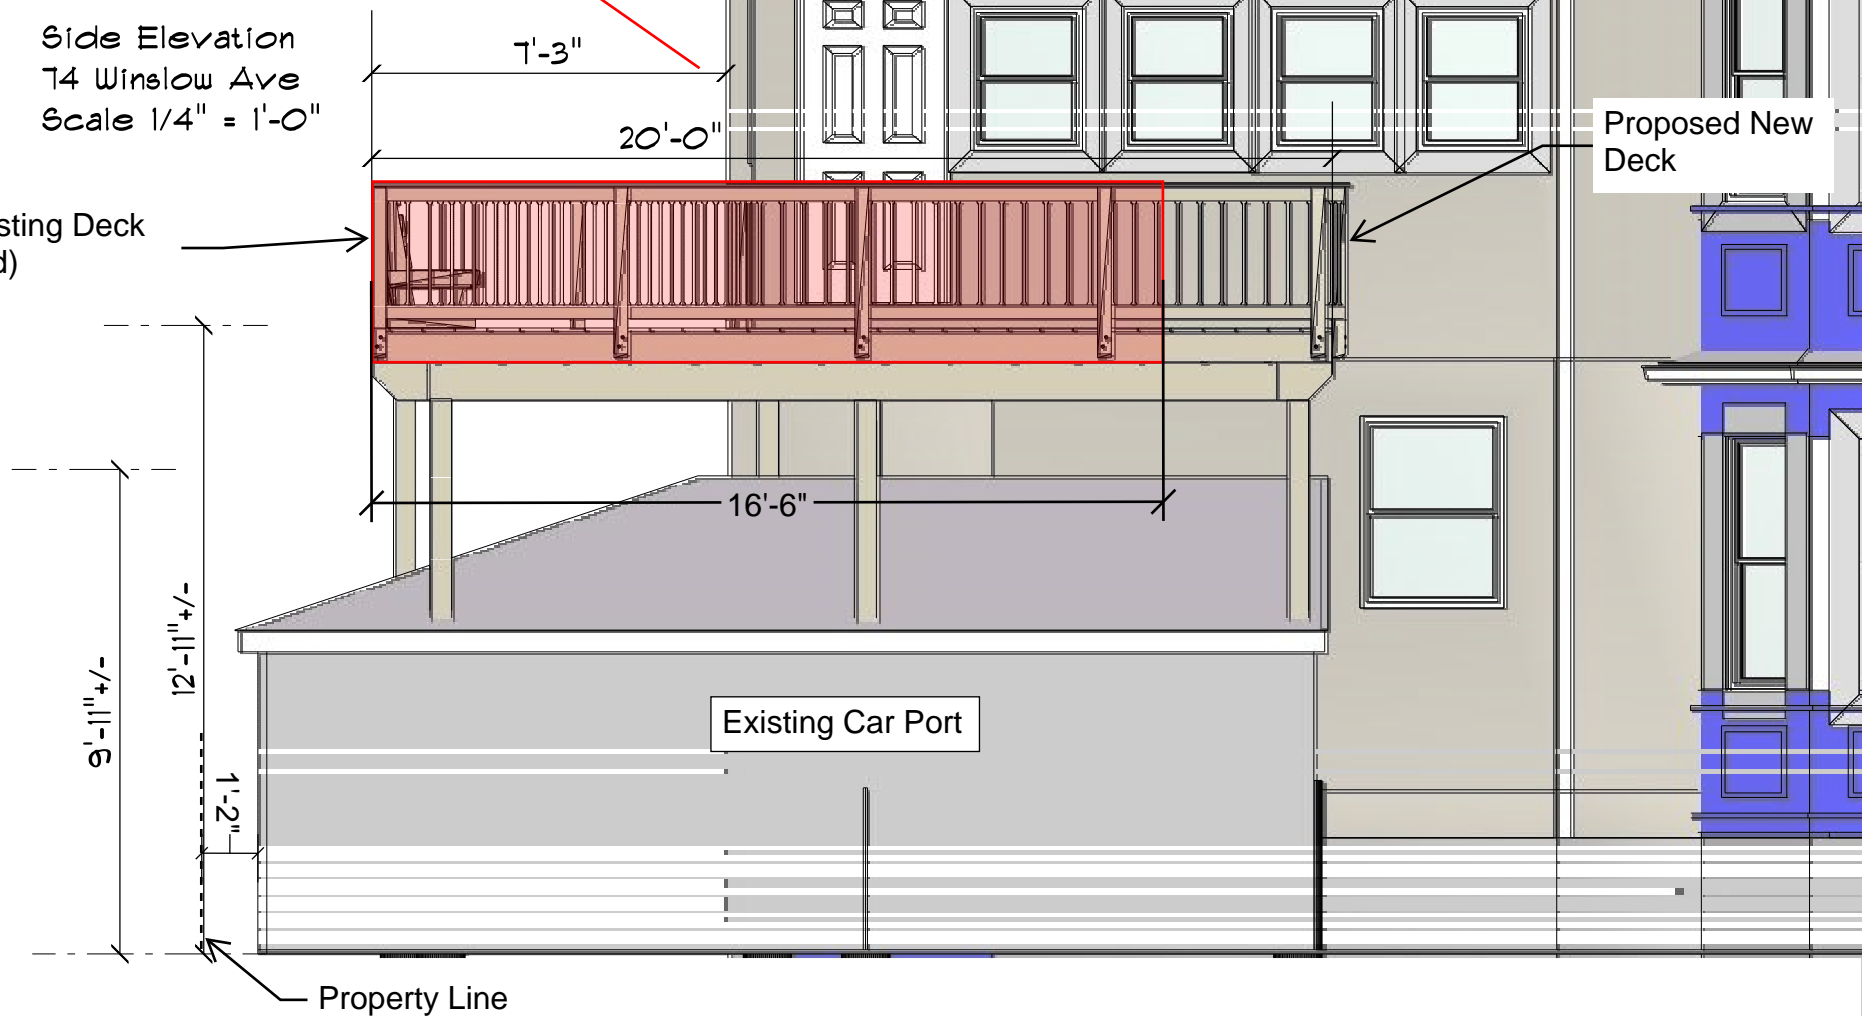 Side Elevation
74 Winslow Ave
Scale 1/4" = 1'-0"
7'-3"
20'-0"
Proposed New
Deck
sting Deck
d)
16'-6"
12'-11"+/-
9'-11"+/-
1'-2"
Existing Car Port
Property Line